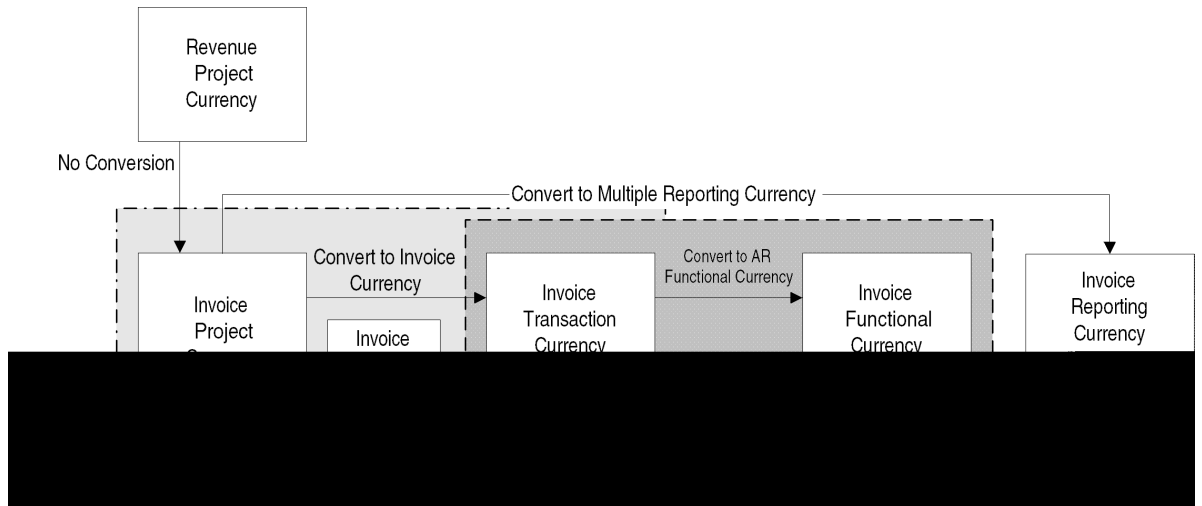 Revenue
Project
Currency
No Conversion
Convert to Multiple Reporting Currency
Convert to Invoice
Currency
Convert to AR
Functional Currency
Invoice
Project
Invoice
Invoice
Transaction
Currency
Invoice
Functional
Currency
Invoice
Reporting
Currency